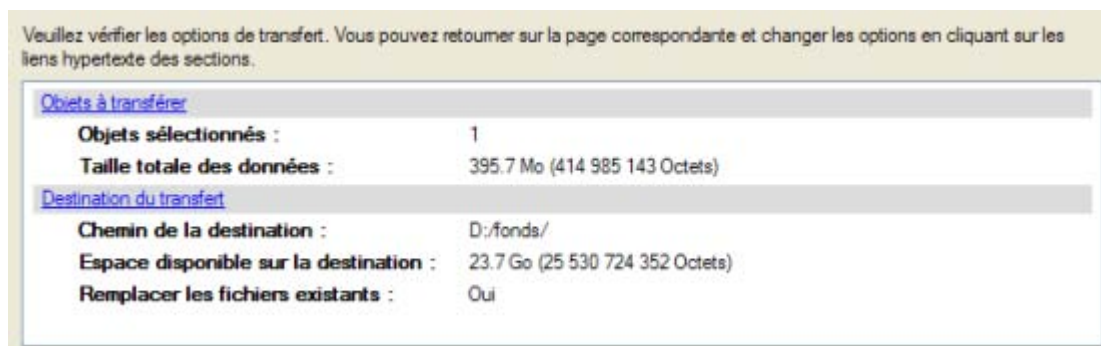 Veuillez vérifier les options de transfert. Vous pouvez retourner sur la page correspondante et changer les options en cliquant sur les
liens hypertexte des sections.
Objets à transférer
Objets sélectionnés : 1
Taille totale des données : 395.7 Mo (414 985 143 Octets)
Destination du transfert
Chemin de la destination : D:/fonds/
Espace disponible sur la destination : 23.7 Go (25 530 724 352 Octets)
Remplacer les fichiers existants : Oui